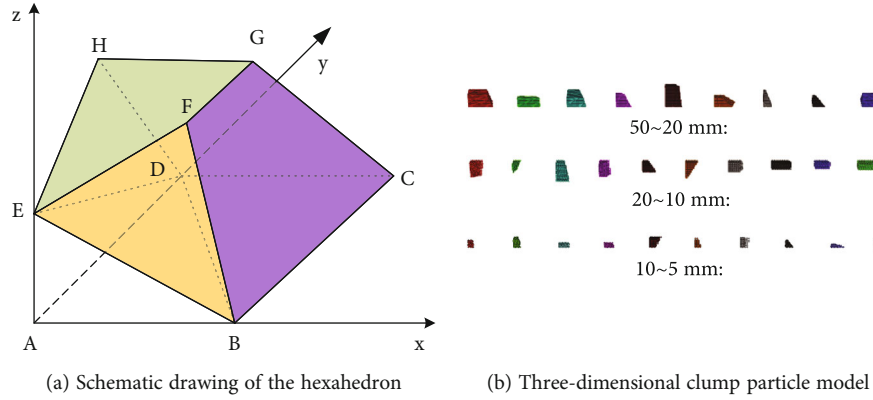 z
H
G
y
F
D
C
E
A
B
x
50~20 mm:
20~10 mm:
10~5 mm:
(a) Schematic drawing of the hexahedron
(b) Three-dimensional clump particle model